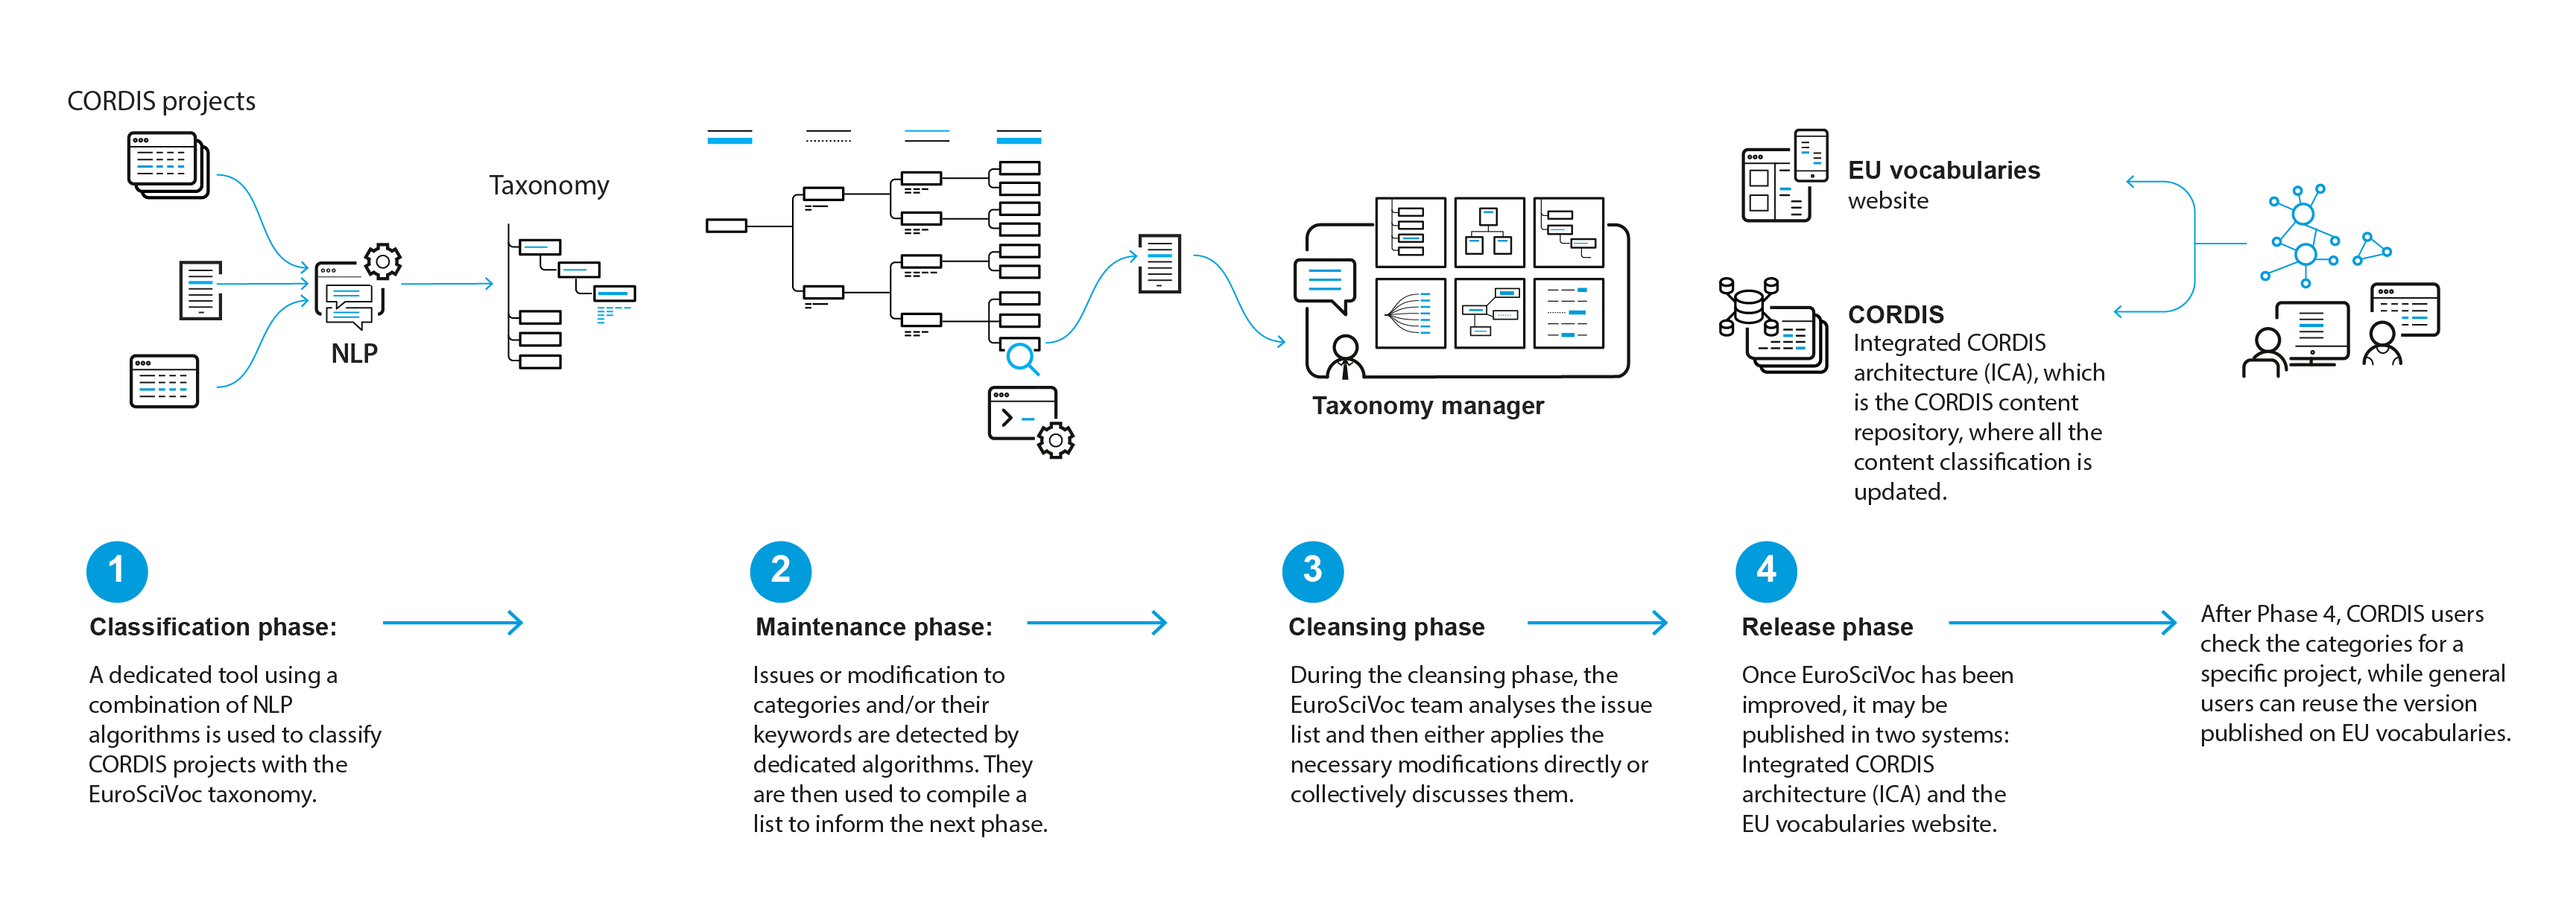 CORDIS projects
NLP
Taxonomy
Taxonomy manager
EU vocabularies
website
CORDIS
Integrated CORDIS
architecture (ICA), which
is the CORDIS content
repository, where all the
content classification is
updated.
1
Classification phase:
A dedicated tool using a
combination of NLP
algorithms is used to classify
CORDIS projects with the
EuroSciVoc taxonomy.
2
Maintenance phase:
Issues or modification to
categories and/or their
keywords are detected by
dedicated algorithms. They
are then used to compile a
list to inform the next phase.
3
Cleansing phase
During the cleansing phase, the
EuroSciVoc team analyses the issue
list and then either applies the
necessary modifications directly or
collectively discusses them.
4
Release phase
Once EuroSciVoc has been
improved, it may be
published in two systems:
Integrated CORDIS
architecture (ICA) and the
EU vocabularies website.
After Phase 4, CORDIS users
check the categories for a
specific project, while general
users can reuse the version
published on EU vocabularies.